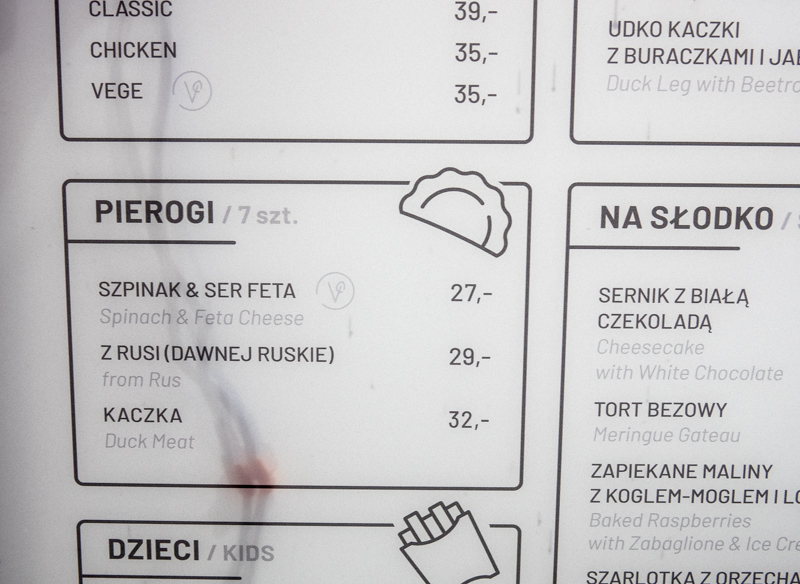 CLASSIC 39,-
CHICKEN 35,-
VEGE V 35,-
PIEROGI / 7 szt.
SZPINAK & SER FETA V 27,-
Spinach & Feta Cheese
Z RUSI (DAWNEJ RUSKIE) 29,-
from Rus
KACZKA 32,-
Duck Meat
DZIECI / KIDS
UDKO KACZKI
Z BURACZKAMI I
Duck Leg with
NA SŁODKO /
SERNIK Z BIAŁĄ
CZEKOLADĄ
Cheesecake
with White Chocolate
TORT BEZOWY
Meringue Gateau
ZAPIEKANE MALINY
Z KOGLEM-MOGLEM I
Baked Raspberries
with Zabaglione & Ice
SZARLOTKA Z